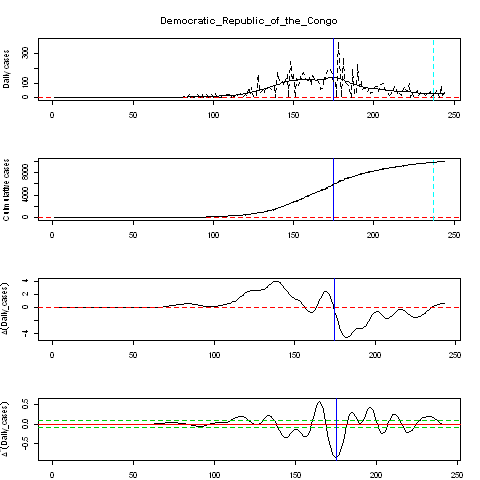 Democratic_Republic_of_the_Congo
Daily cases
0 100 300
0 50 100 150 200 250
Cumulative cases
0 4000 8000
0 50 100 150 200 250
Δ(Daily_cases)
-4 0 2 4
0 50 100 150 200 250
Δ²(Daily_cases)
-0.5 0.0 0.5
0 50 100 150 200 250